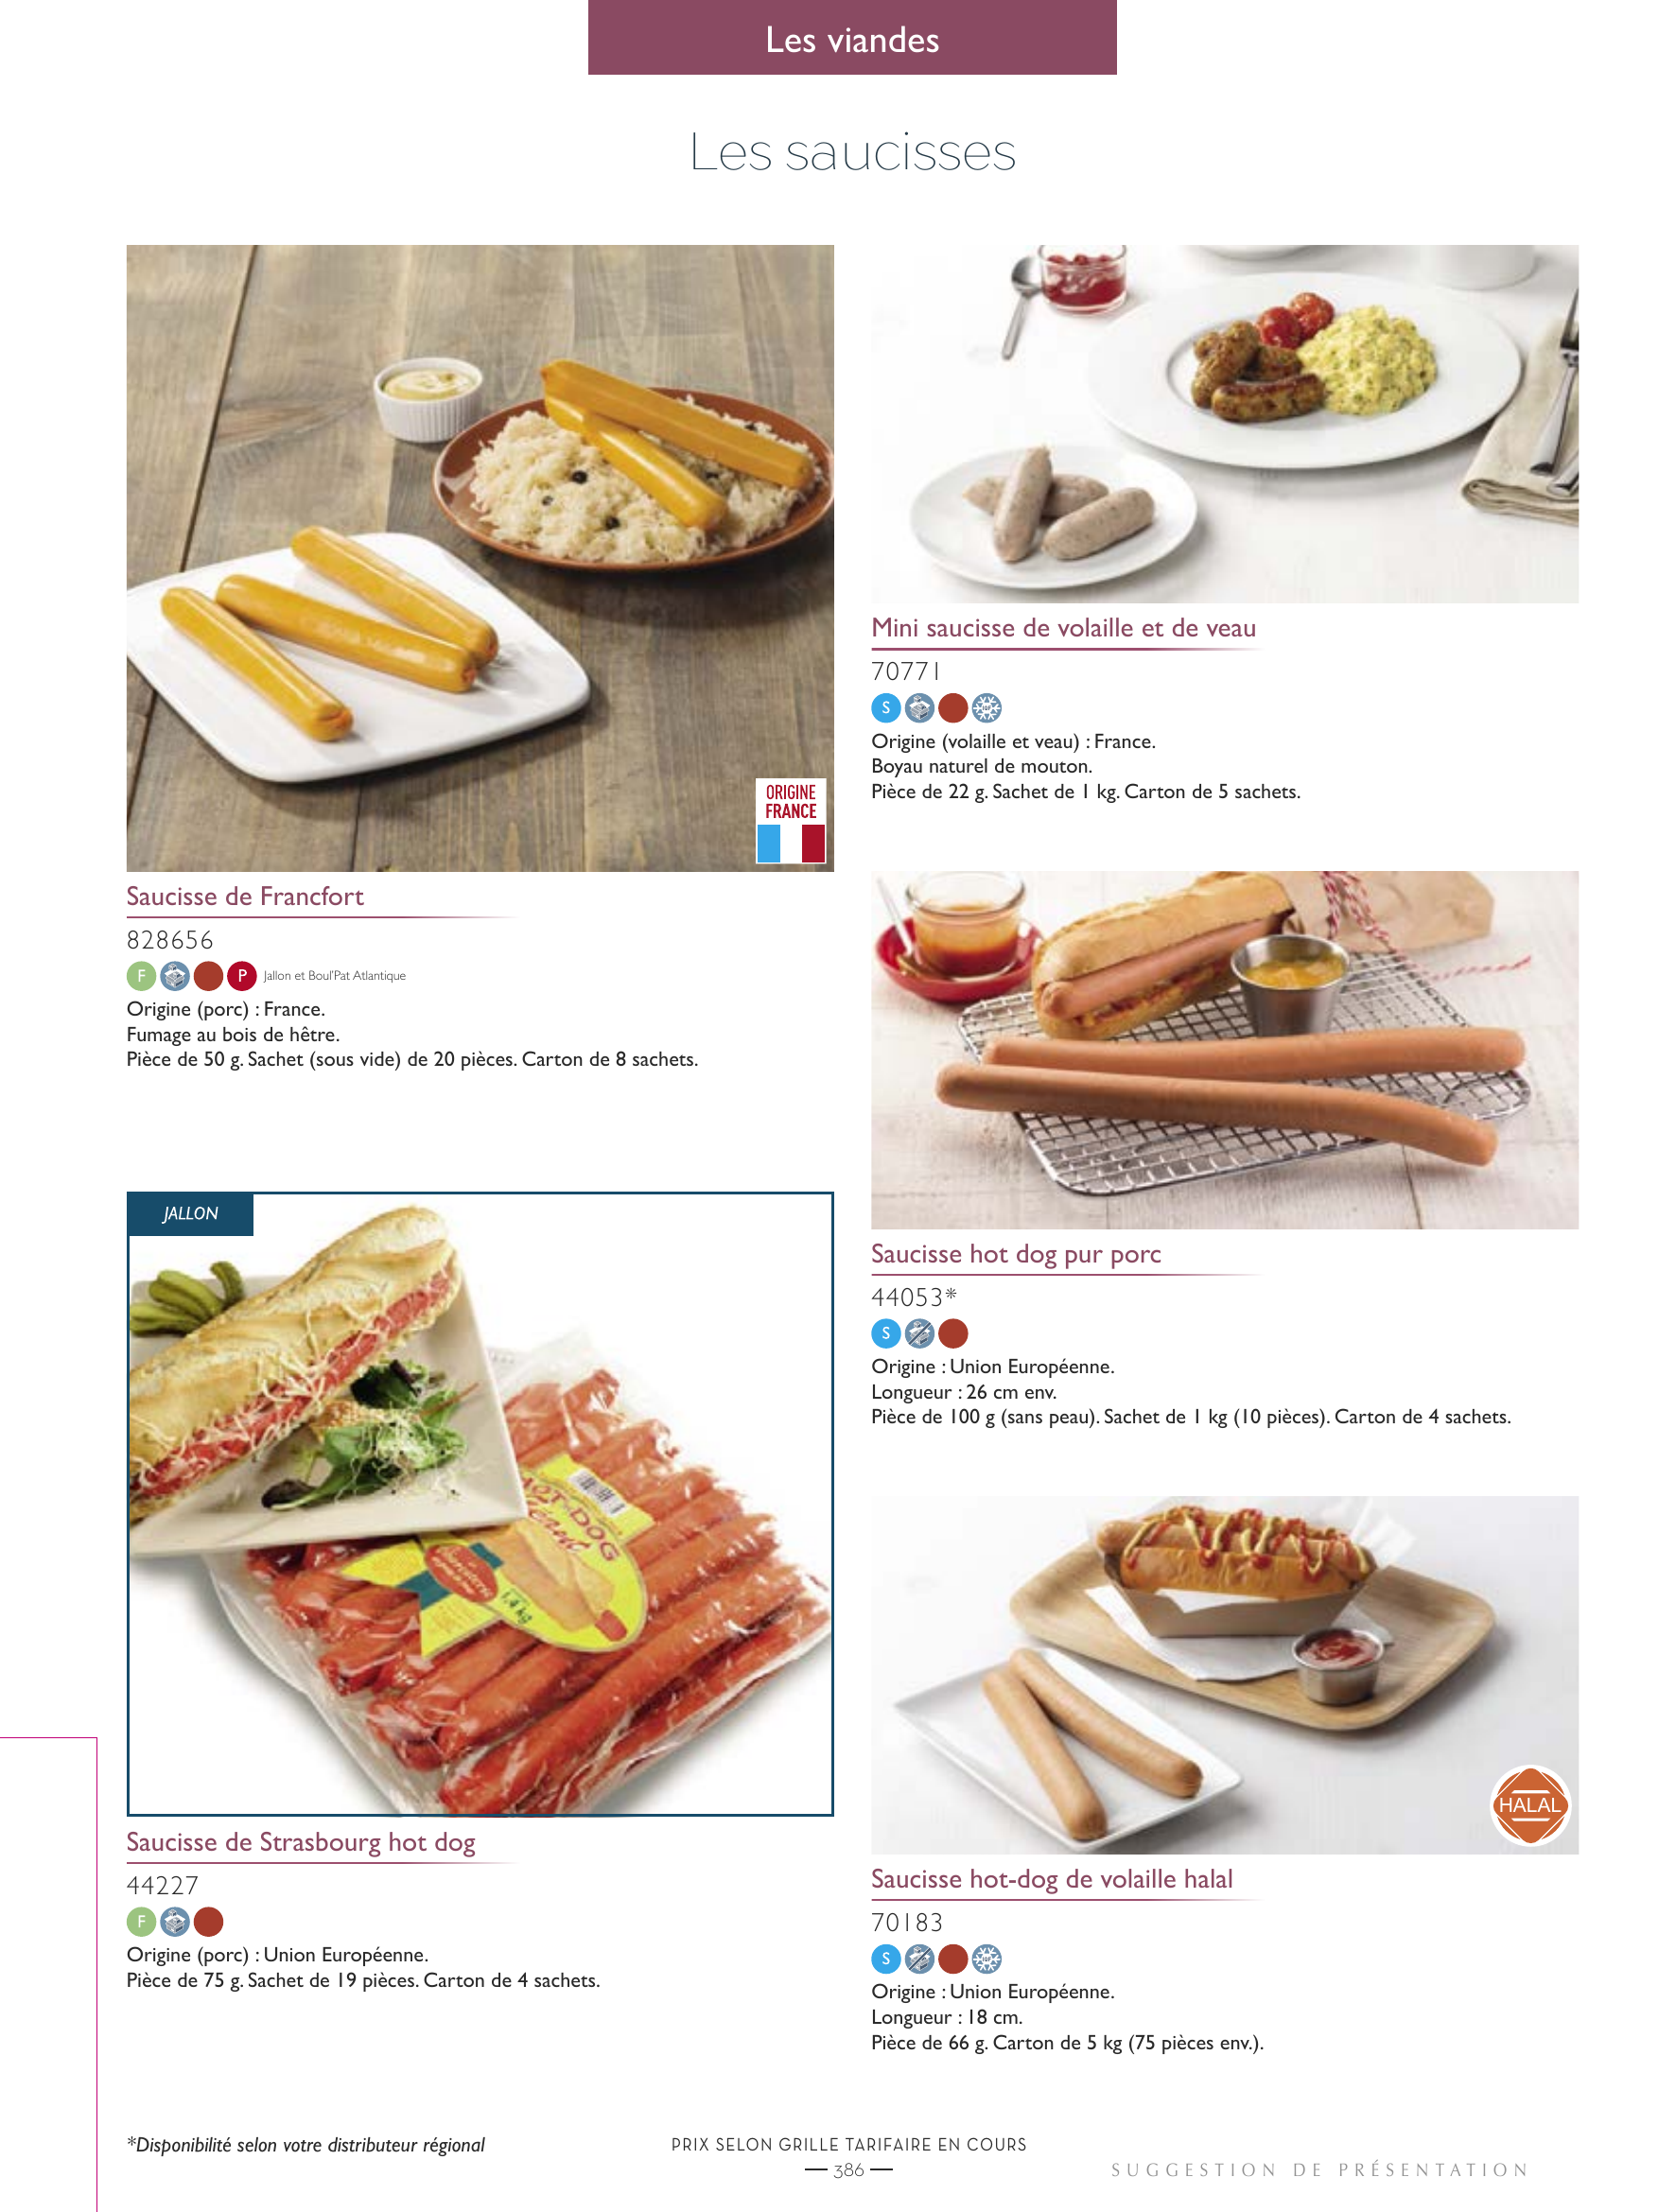 Les viandes
Les saucisses
ORIGINE
FRANCE
Saucisse de Francfort
828656
F P Jallon et Boul'Pat Atlantique
Origine (porc) : France.
Fumage au bois de hêtre.
Pièce de 50 g. Sachet (sous vide) de 20 pièces. Carton de 8 sachets.
JALLON
HOT-DOG
1,4 kg
Saucisse de Strasbourg hot dog
44227
F
Origine (porc) : Union Européenne.
Pièce de 75 g. Sachet de 19 pièces. Carton de 4 sachets.
Mini saucisse de volaille et de veau
70771
S
Origine (volaille et veau) : France.
Boyau naturel de mouton.
Pièce de 22 g. Sachet de 1 kg. Carton de 5 sachets.
Saucisse hot dog pur porc
44053*
S
Origine : Union Européenne.
Longueur : 26 cm env.
Pièce de 100 g (sans peau). Sachet de 1 kg (10 pièces). Carton de 4 sachets.
HALAL
Saucisse hot-dog de volaille halal
70183
S
Origine : Union Européenne.
Longueur : 18 cm.
Pièce de 66 g. Carton de 5 kg (75 pièces env.).
*Disponibilité selon votre distributeur régional
PRIX SELON GRILLE TARIFAIRE EN COURS
386
SUGGESTION DE PRÉSENTATION